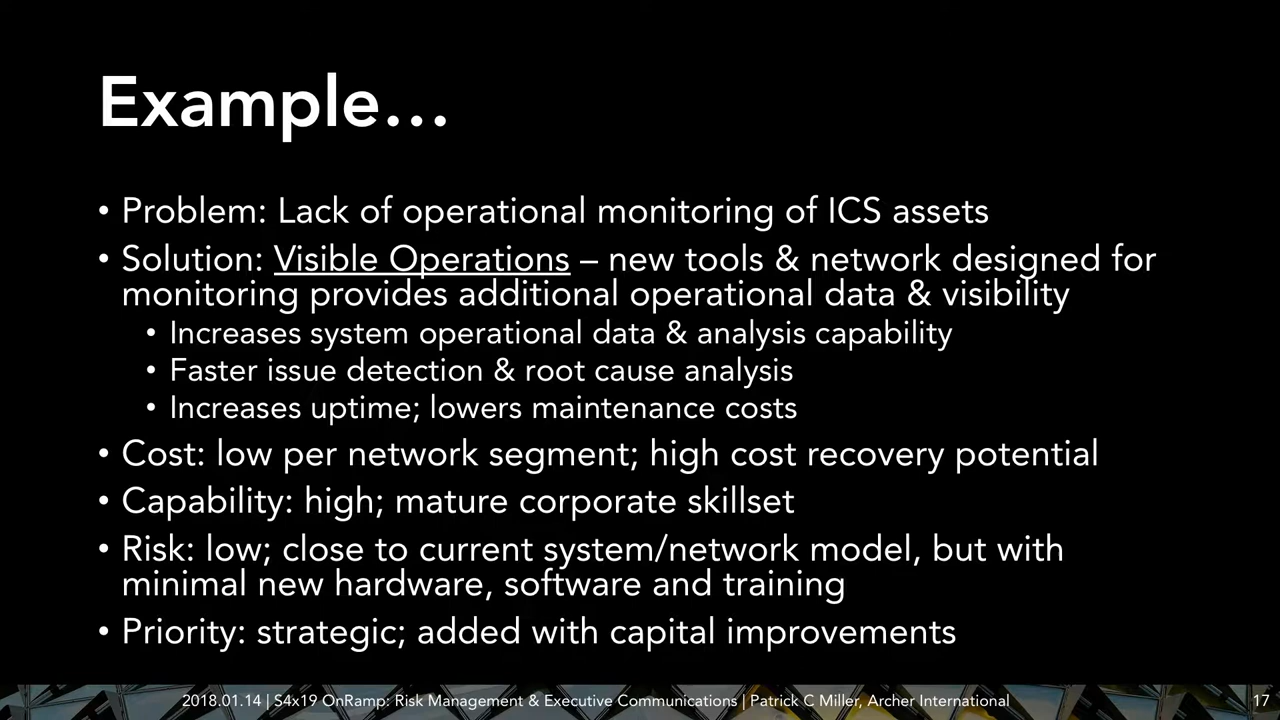 Example…
• Problem: Lack of operational monitoring of ICS assets
• Solution: Visible Operations – new tools & network designed for
monitoring provides additional operational data & visibility
• Increases system operational data & analysis capability
• Faster issue detection & root cause analysis
• Increases uptime; lowers maintenance costs
• Cost: low per network segment; high cost recovery potential
• Capability: high; mature corporate skillset
• Risk: low; close to current system/network model, but with
minimal new hardware, software and training
• Priority: strategic; added with capital improvements
2018.01.14 | S4x19 OnRamp: Risk Management & Executive Communications | Patrick C Miller, Archer International
17